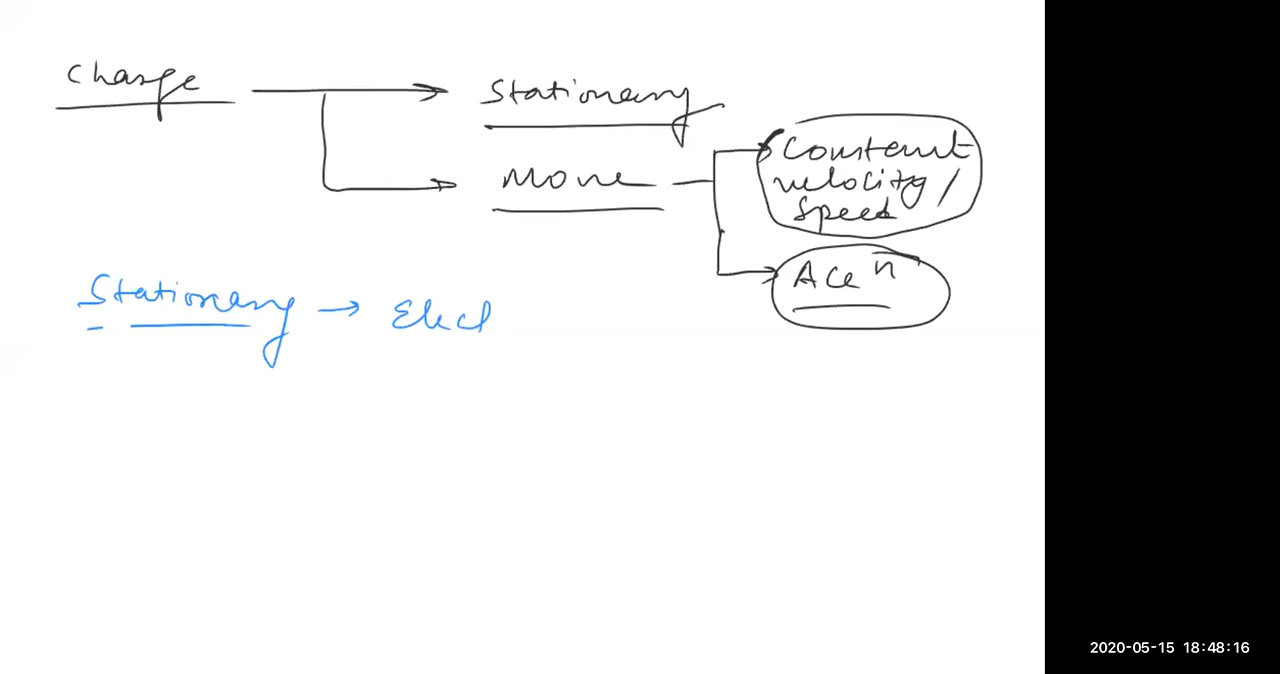 Charge → Stationary
Move
Constant
velocity /
Speed
Accⁿ
Stationary → Elect
2020-05-15 18:48:16